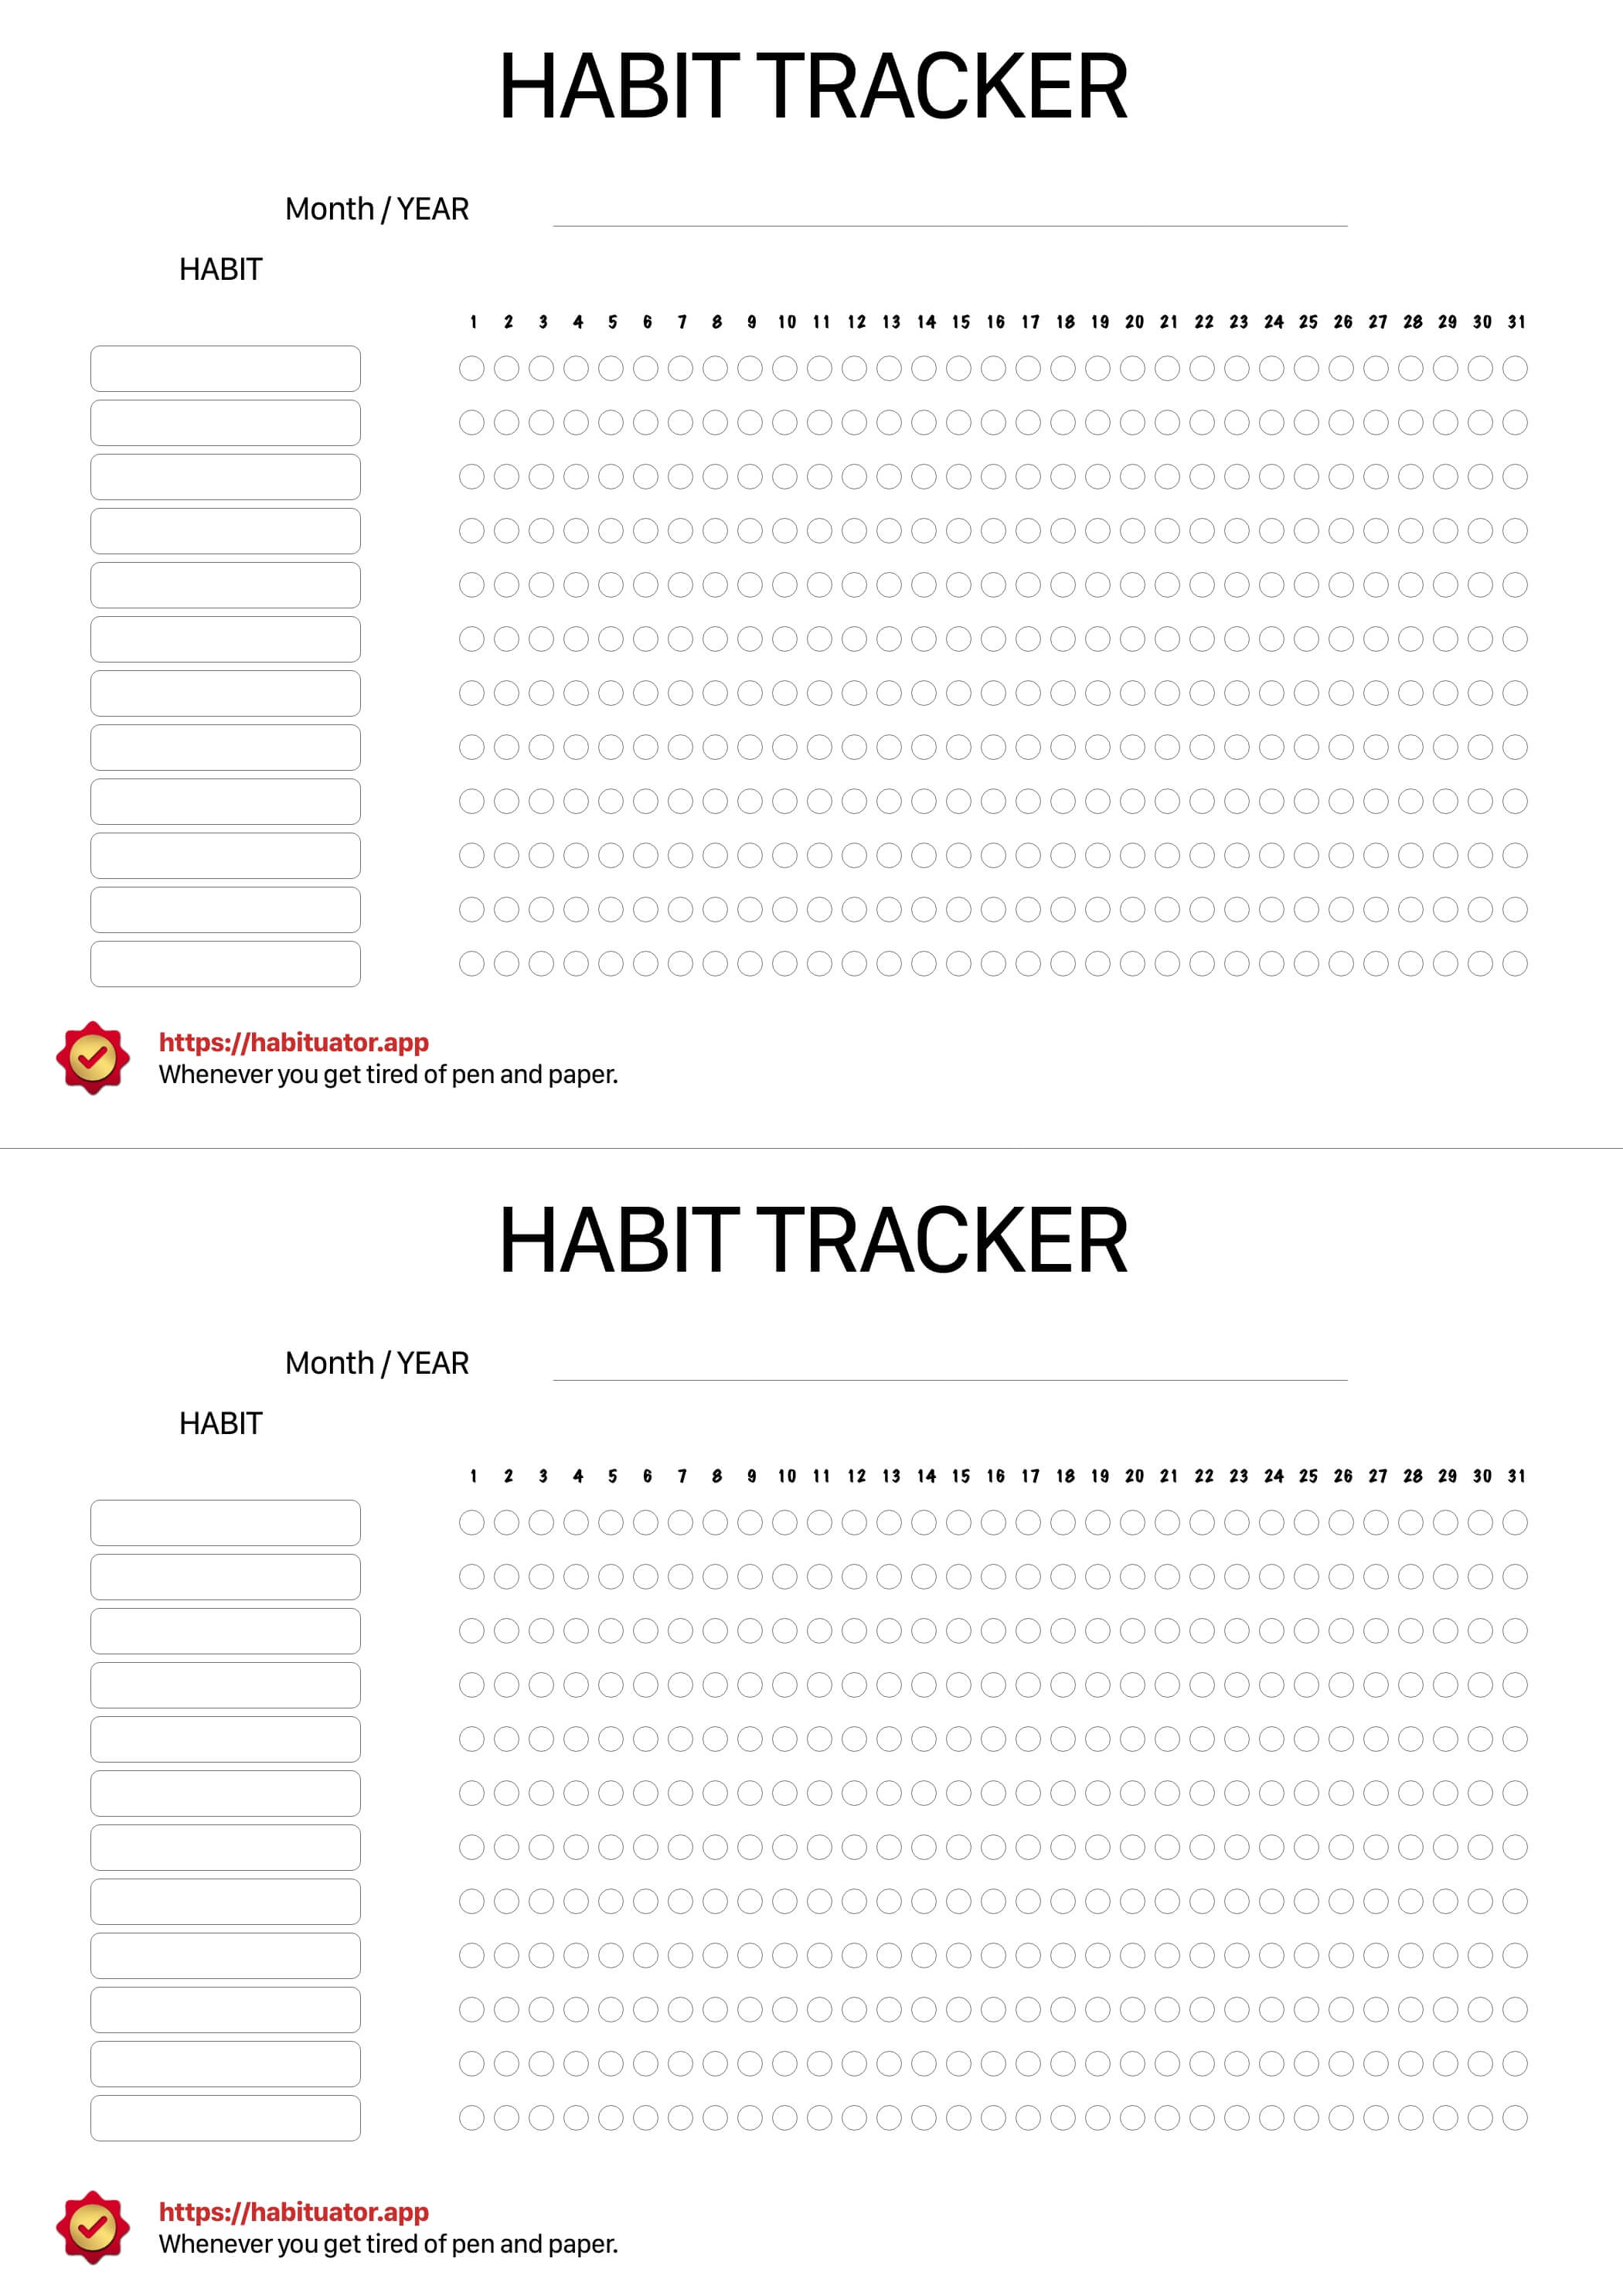 HABIT TRACKER
Month / YEAR
HABIT
1 2 3 4 5 6 7 8 9 10 11 12 13 14 15 16 17 18 19 20 21 22 23 24 25 26 27 28 29 30 31
https://habituator.app
Whenever you get tired of pen and paper.
HABIT TRACKER
Month / YEAR
HABIT
1 2 3 4 5 6 7 8 9 10 11 12 13 14 15 16 17 18 19 20 21 22 23 24 25 26 27 28 29 30 31
https://habituator.app
Whenever you get tired of pen and paper.